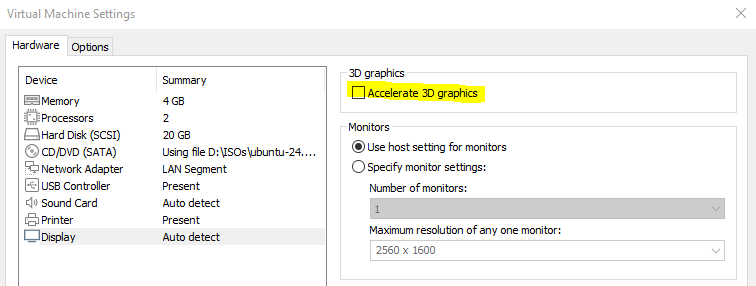 Virtual Machine Settings
Hardware Options
Device Summary
Memory 4 GB
Processors 2
Hard Disk (SCSI) 20 GB
CD/DVD (SATA) Using file D:\ISOs\ubuntu-24....
Network Adapter LAN Segment
USB Controller Present
Sound Card Auto detect
Printer Present
Display Auto detect
3D graphics
Accelerate 3D graphics
Monitors
Use host setting for monitors
Specify monitor settings:
Number of monitors:
1
Maximum resolution of any one monitor:
2560 x 1600